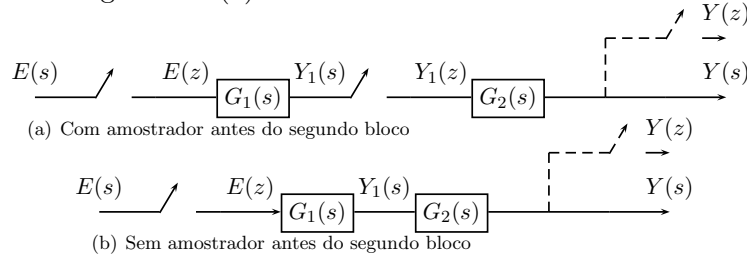 Y(z)
E(s) E(z) Y₁(s) Y₁(z) Y(s)
G₁(s) G₂(s)
(a) Com amostrador antes do segundo bloco
Y(z)
E(s) E(z) Y₁(s) Y(s)
G₁(s) G₂(s)
(b) Sem amostrador antes do segundo bloco